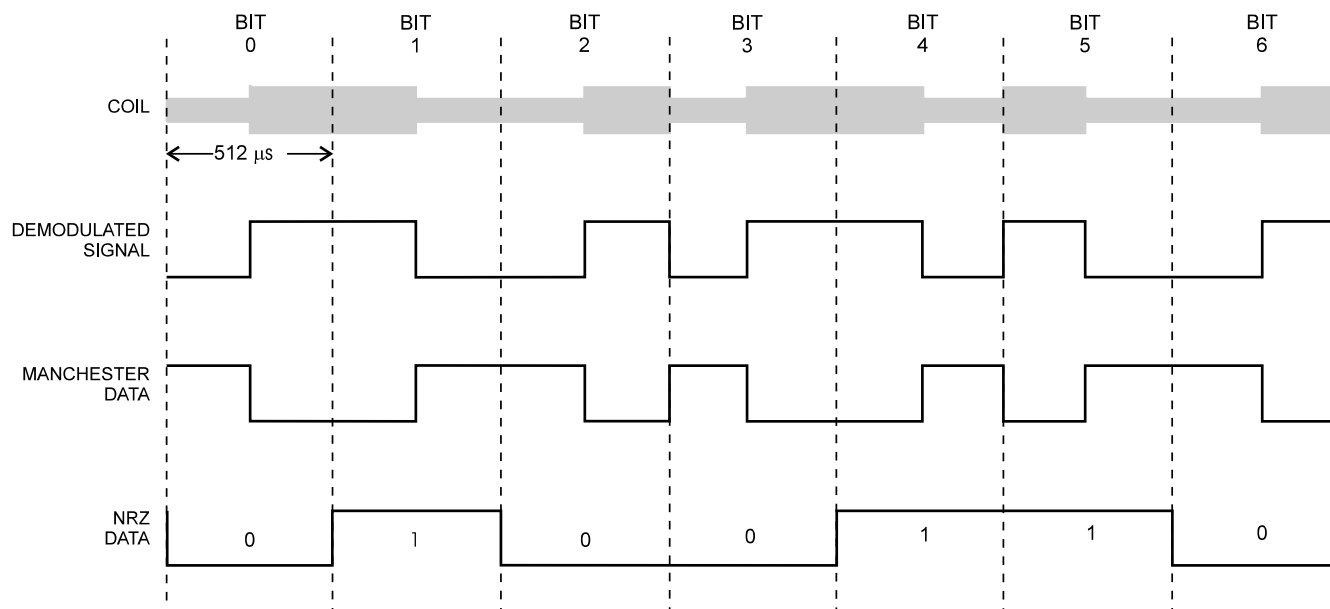 BIT BIT BIT BIT BIT BIT BIT
0 1 2 3 4 5 6
COIL
512 μs
DEMODULATED
SIGNAL
MANCHESTER
DATA
NRZ
DATA
0 1 0 0 1 1 0